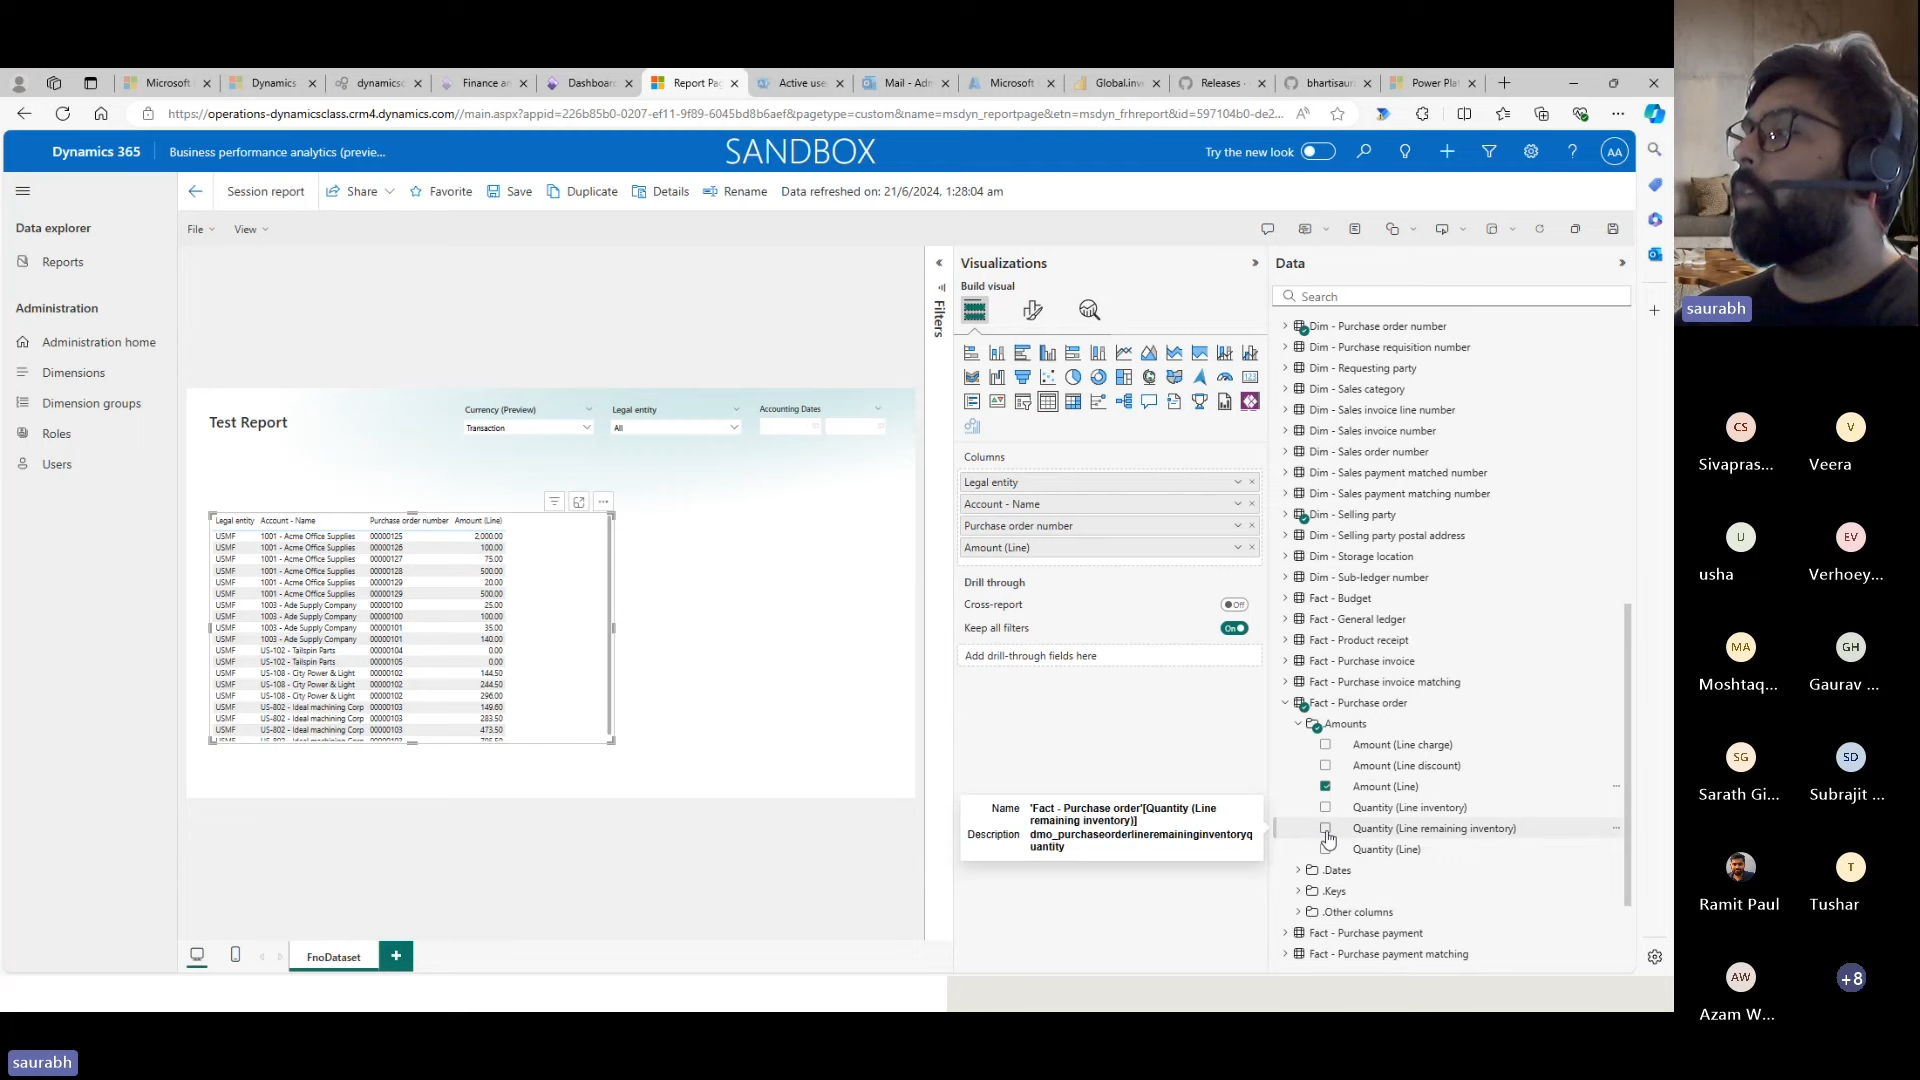 Microsoft
Dynamics
dynamicsc
Finance an
Dashboard
Report Pag
Active use
Mail - Adm
Microsoft
Global.inv
Releases ·
bhartisaur
Power Plat
https://operations-dynamicsclass.crm4.dynamics.com//main.aspx?appid=226b85b0-0207-ef11-9f89-6045bd8b6aef&pagetype=custom&name=msdyn_reportpage&etn=msdyn_frhreport&id=597104b0-de2...
Dynamics 365
Business performance analytics (previe...
SANDBOX
Try the new look
AA
Session report
Share
Favorite
Save
Duplicate
Details
Rename
Data refreshed on: 21/6/2024, 1:28:04 am
File
View
Data explorer
Reports
Administration
Administration home
Dimensions
Dimension groups
Roles
Users
Test Report
Currency (Preview)
Transaction
Legal entity
All
Accounting Dates
Legal entity Account - Name Purchase order number Amount (Line)
USMF 1001 - Acme Office Supplies 00000125 2,000.00
USMF 1001 - Acme Office Supplies 00000126 100.00
USMF 1001 - Acme Office Supplies 00000127 75.00
USMF 1001 - Acme Office Supplies 00000128 500.00
USMF 1001 - Acme Office Supplies 00000129 20.00
USMF 1001 - Acme Office Supplies 00000129 500.00
USMF 1003 - Ade Supply Company 00000100 25.00
USMF 1003 - Ade Supply Company 00000100 100.00
USMF 1003 - Ade Supply Company 00000101 35.00
USMF 1003 - Ade Supply Company 00000101 140.00
USMF US-102 - Tailspin Parts 00000104 0.00
USMF US-102 - Tailspin Parts 00000105 0.00
USMF US-108 - City Power & Light 00000102 144.50
USMF US-108 - City Power & Light 00000102 244.50
USMF US-108 - City Power & Light 00000102 296.00
USMF US-802 - Ideal machining Corp 00000103 149.60
USMF US-802 - Ideal machining Corp 00000103 283.50
USMF US-802 - Ideal machining Corp 00000103 473.50
FnoDataset
Filters
Visualizations
Build visual
Columns
Legal entity
Account - Name
Purchase order number
Amount (Line)
Drill through
Cross-report
Off
Keep all filters
On
Add drill-through fields here
Name 'Fact - Purchase order'[Quantity (Line
remaining inventory)]
Description dmo_purchaseorderlineremaininginventoryq
uantity
Data
Search
Dim - Purchase order number
Dim - Purchase requisition number
Dim - Requesting party
Dim - Sales category
Dim - Sales invoice line number
Dim - Sales invoice number
Dim - Sales order number
Dim - Sales payment matched number
Dim - Sales payment matching number
Dim - Selling party
Dim - Selling party postal address
Dim - Storage location
Dim - Sub-ledger number
Fact - Budget
Fact - General ledger
Fact - Product receipt
Fact - Purchase invoice
Fact - Purchase invoice matching
Fact - Purchase order
.Amounts
Amount (Line charge)
Amount (Line discount)
Amount (Line)
Quantity (Line inventory)
Quantity (Line remaining inventory)
Quantity (Line)
.Dates
.Keys
.Other columns
Fact - Purchase payment
Fact - Purchase payment matching
saurabh
CS
Sivapras...
V
Veera
U
usha
EV
Verhoey...
MA
Moshtaq...
GH
Gaurav ...
SG
Sarath Gi...
SD
Subrajit ...
Ramit Paul
T
Tushar
AW
Azam W...
+8
saurabh